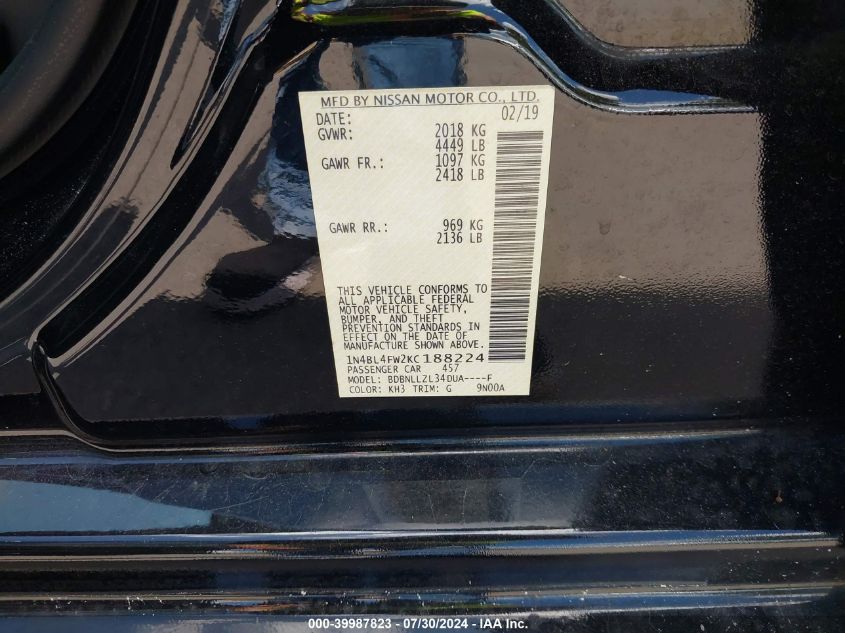 MFD BY NISSAN MOTOR CO., LTD.
DATE: 02/19
GVWR: 2018 KG
4449 LB
GAWR FR.: 1097 KG
2418 LB
GAWR RR.: 969 KG
2136 LB
THIS VEHICLE CONFORMS TO
ALL APPLICABLE FEDERAL
MOTOR VEHICLE SAFETY,
BUMPER, AND THEFT
PREVENTION STANDARDS IN
EFFECT ON THE DATE OF
MANUFACTURE SHOWN ABOVE.
1N4BL4FW2KC188224
PASSENGER CAR 457
MODEL: BDBNLLZL34DUA----F
COLOR: KH3 TRIM: G 9N00A
000-39987823 - 07/30/2024 - IAA Inc.